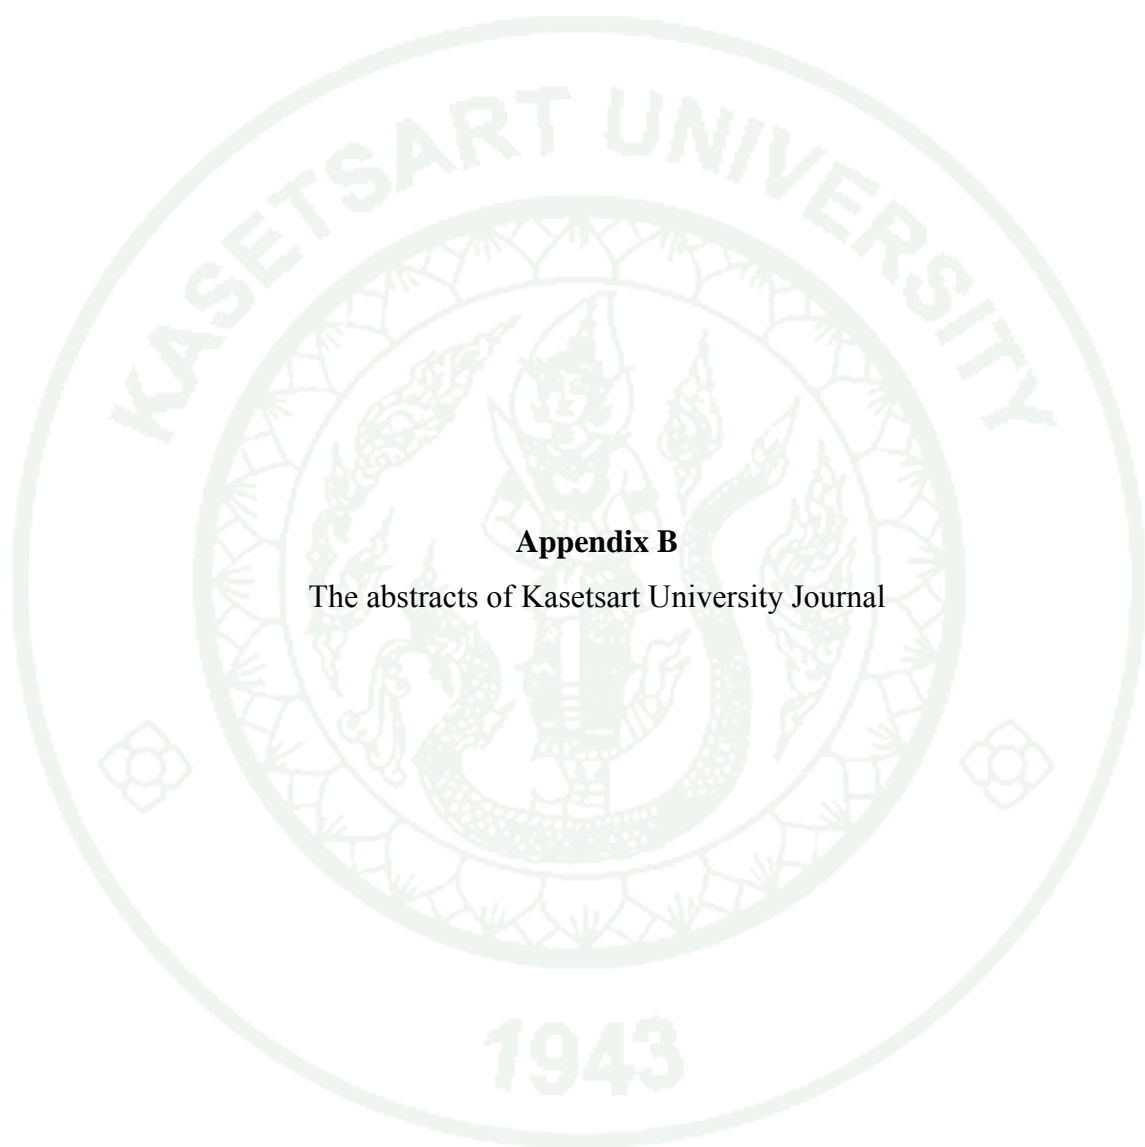 KASETSART UNIVERSITY
Appendix B
The abstracts of Kasetsart University Journal
1943